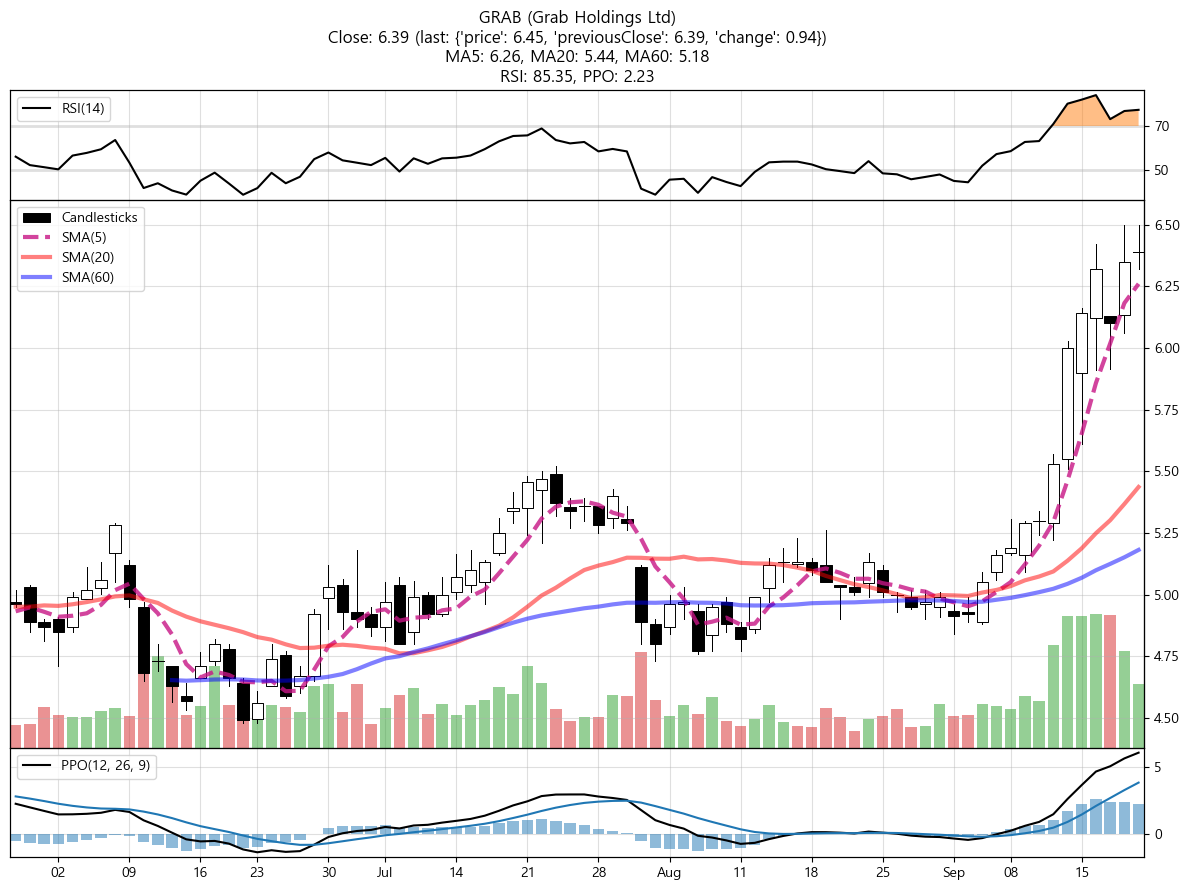 GRAB (Grab Holdings Ltd)
Close: 6.39 (last: {'price': 6.45, 'previousClose': 6.39, 'change': 0.94})
MA5: 6.26, MA20: 5.44, MA60: 5.18
RSI: 85.35, PPO: 2.23
RSI(14)
70
50
Candlesticks
SMA(5)
SMA(20)
SMA(60)
6.50
6.25
6.00
5.75
5.50
5.25
5.00
4.75
4.50
PPO(12, 26, 9)
5
0
02 09 16 23 30 Jul 14 21 28 Aug 11 18 25 Sep 08 15